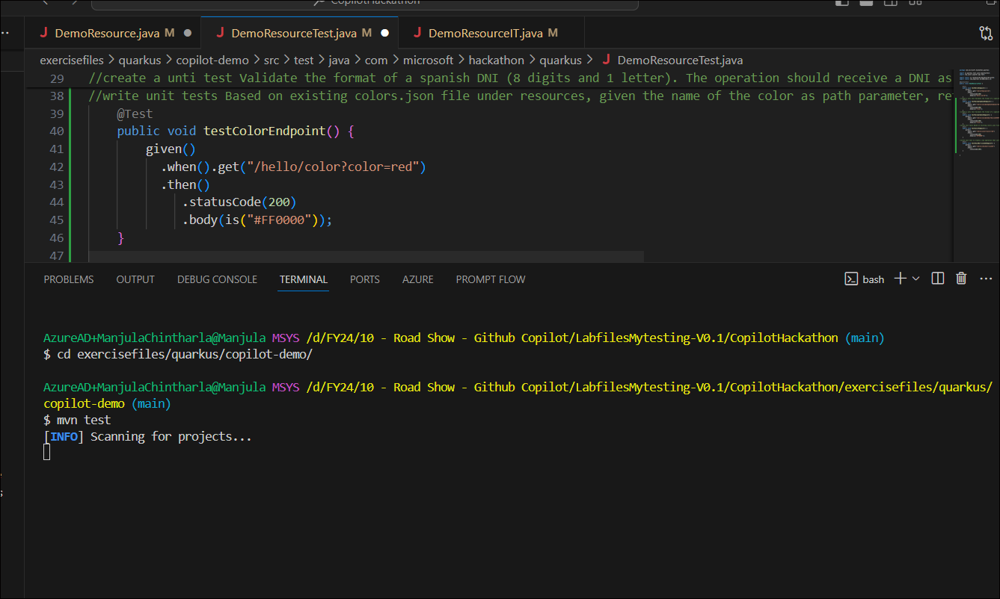 CopilotHackathon
DemoResource.java M DemoResourceTest.java M DemoResourceIT.java M
exercisefiles > quarkus > copilot-demo > src > test > java > com > microsoft > hackathon > quarkus > DemoResourceTest.java
29 //create a unti test Validate the format of a spanish DNI (8 digits and 1 letter). The operation should receive a DNI as
38 //write unit tests Based on existing colors.json file under resources, given the name of the color as path parameter, re
39 @Test
40 public void testColorEndpoint() {
41 given()
42 .when().get("/hello/color?color=red")
43 .then()
44 .statusCode(200)
45 .body(is("#FF0000"));
46 }
47
PROBLEMS OUTPUT DEBUG CONSOLE TERMINAL PORTS AZURE PROMPT FLOW bash
AzureAD+ManjulaChintharla@Manjula MSYS /d/FY24/10 - Road Show - Github Copilot/LabfilesMytesting-V0.1/CopilotHackathon (main)
$ cd exercisefiles/quarkus/copilot-demo/
AzureAD+ManjulaChintharla@Manjula MSYS /d/FY24/10 - Road Show - Github Copilot/LabfilesMytesting-V0.1/CopilotHackathon/exercisefiles/quarkus/
copilot-demo (main)
$ mvn test
[INFO] Scanning for projects...